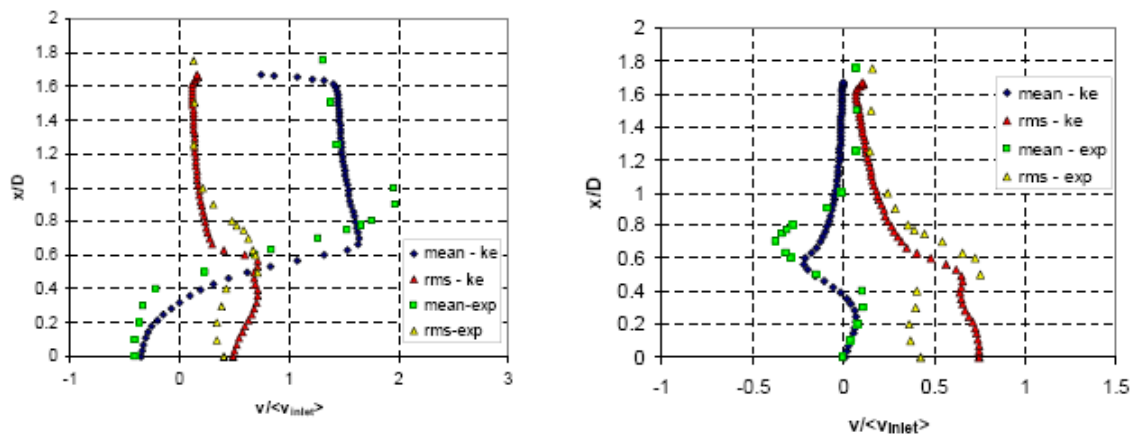 2
1.8
1.6
1.4
1.2
1
0.8
0.6
0.4
0.2
0
x/D
-1 0 1 2 3
v/<v_inlet>
mean - ke
rms - ke
mean-exp
rms-exp
2
1.8
1.6
1.4
1.2
1
0.8
0.6
0.4
0.2
0
x/D
-1 -0.5 0 0.5 1 1.5
v/<v_inlet>
mean - ke
rms - ke
mean - exp
rms - exp